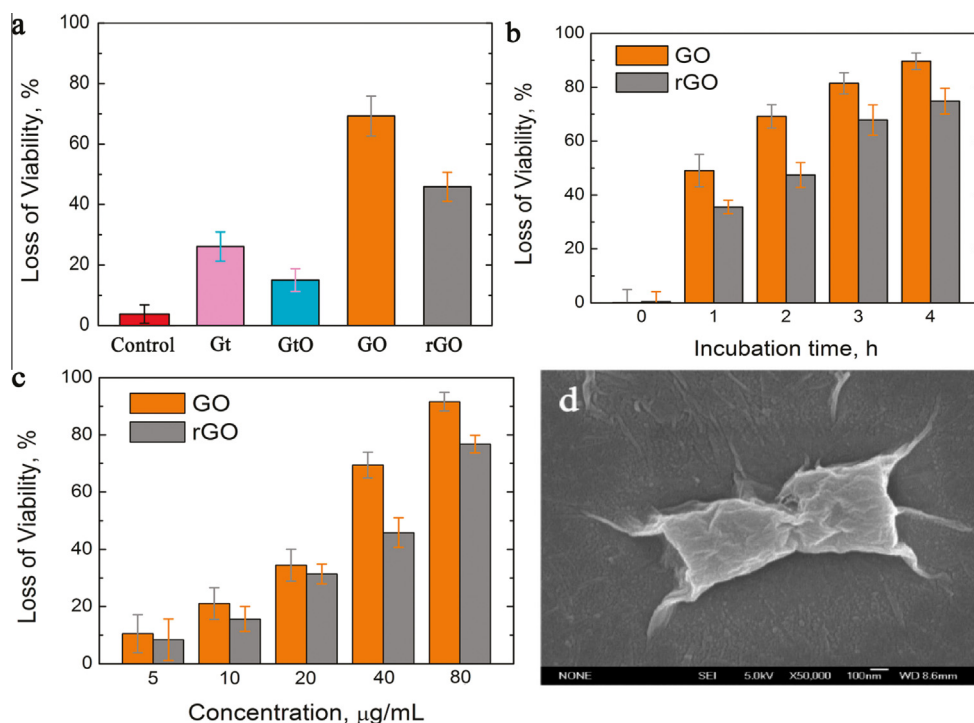 a
100
80
60
40
20
0
Loss of Viability, %
Control Gt GtO GO rGO
b
100
80
60
40
20
0
Loss of Viability, %
GO
rGO
0 1 2 3 4
Incubation time, h
c
100
80
60
40
20
0
Loss of Viability, %
GO
rGO
5 10 20 40 80
Concentration, μg/mL
d
NONE SEI 5.0kV X50,000 100nm WD 8.6mm